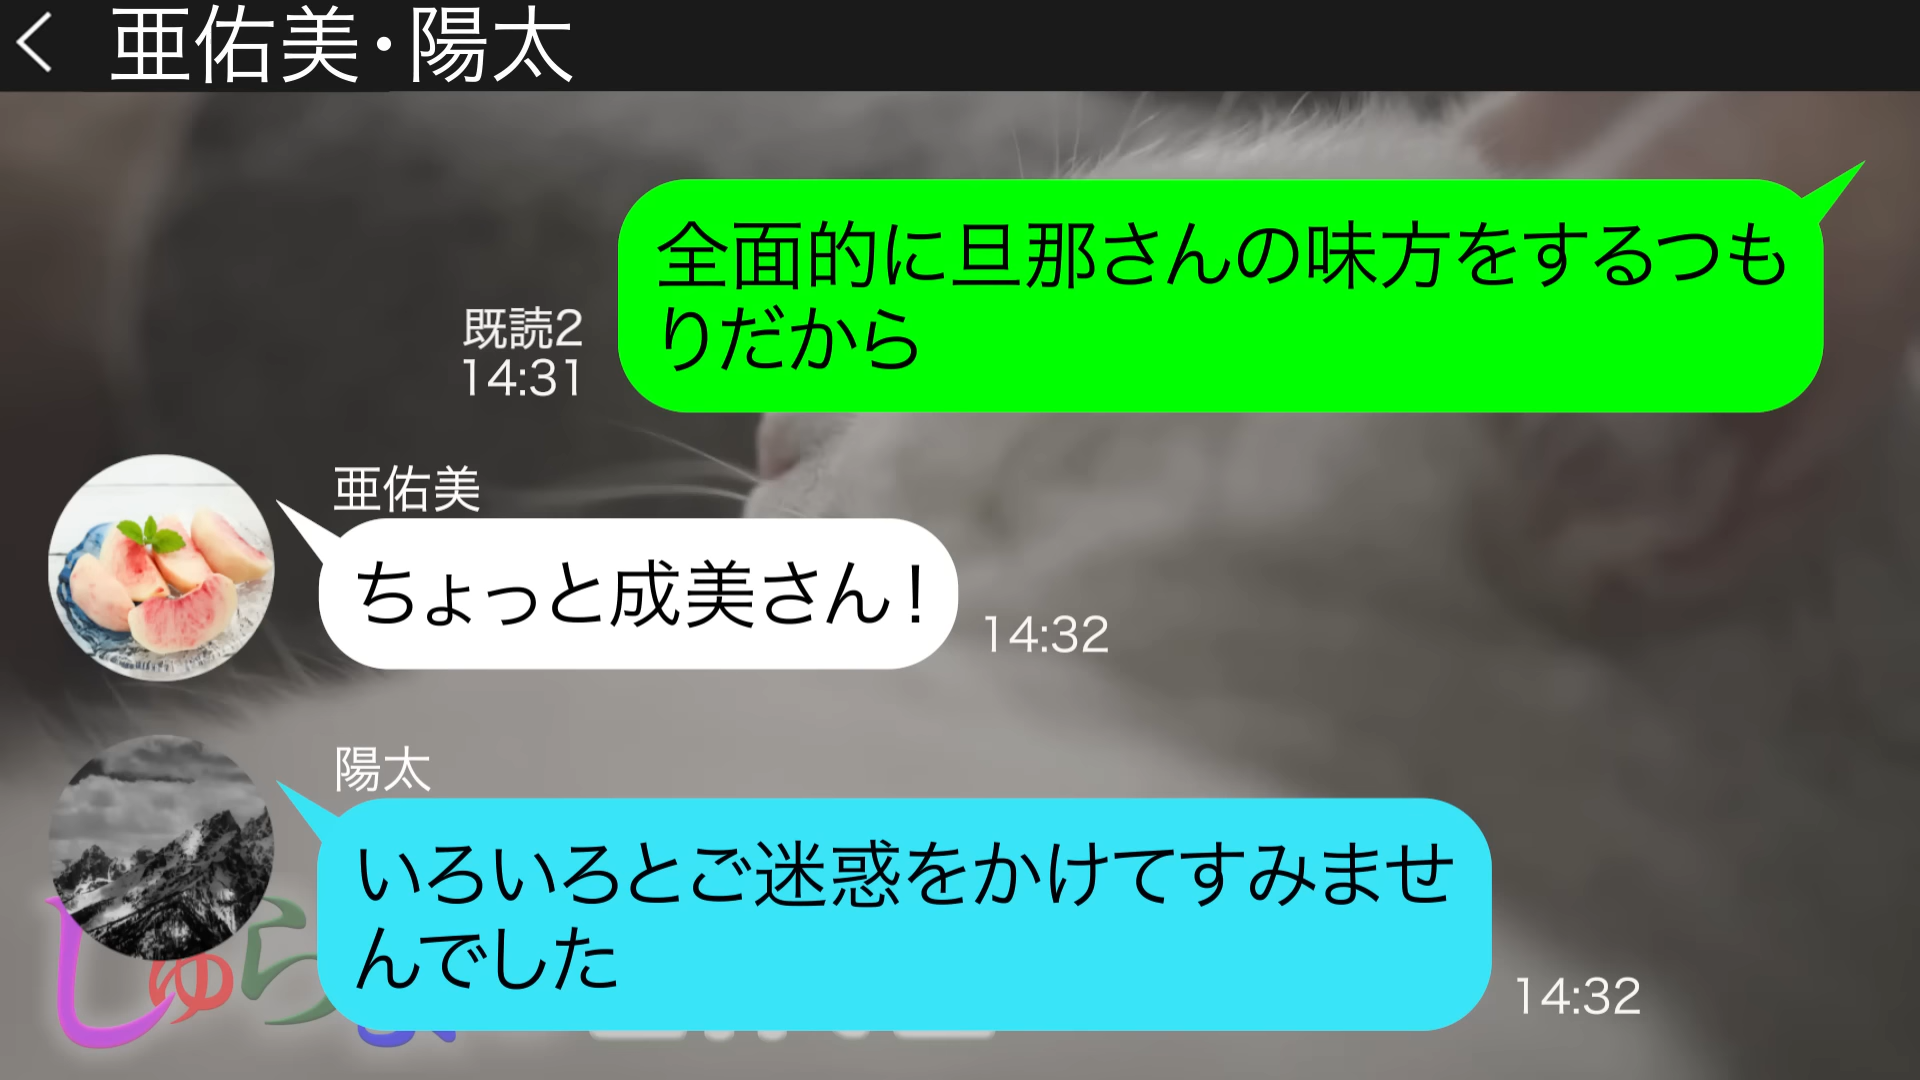 亜佑美・陽太
全面的に旦那さんの味方をするつも
りだから
既読2
14:31
亜佑美
ちょっと成美さん！
14:32
陽太
いろいろとご迷惑をかけてすみませ
んでした
14:32
しゅら